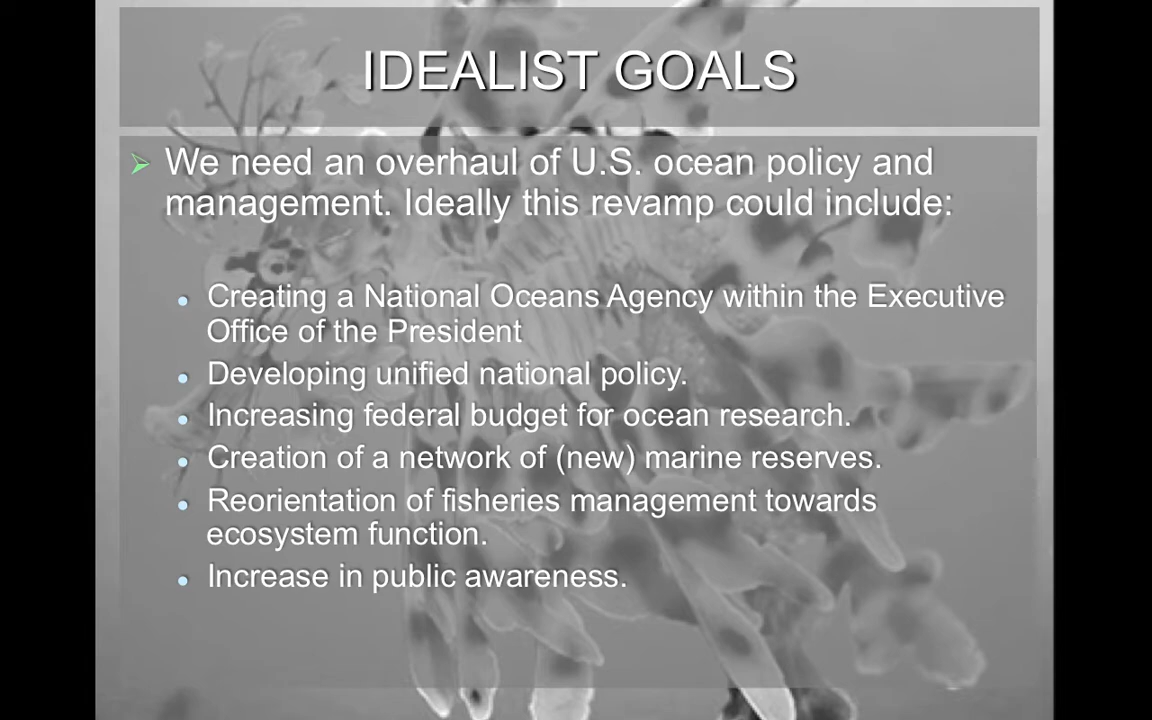 IDEALIST GOALS
We need an overhaul of U.S. ocean policy and
management. Ideally this revamp could include:
Creating a National Oceans Agency within the Executive
Office of the President
Developing unified national policy.
Increasing federal budget for ocean research.
Creation of a network of (new) marine reserves.
Reorientation of fisheries management towards
ecosystem function.
Increase in public awareness.